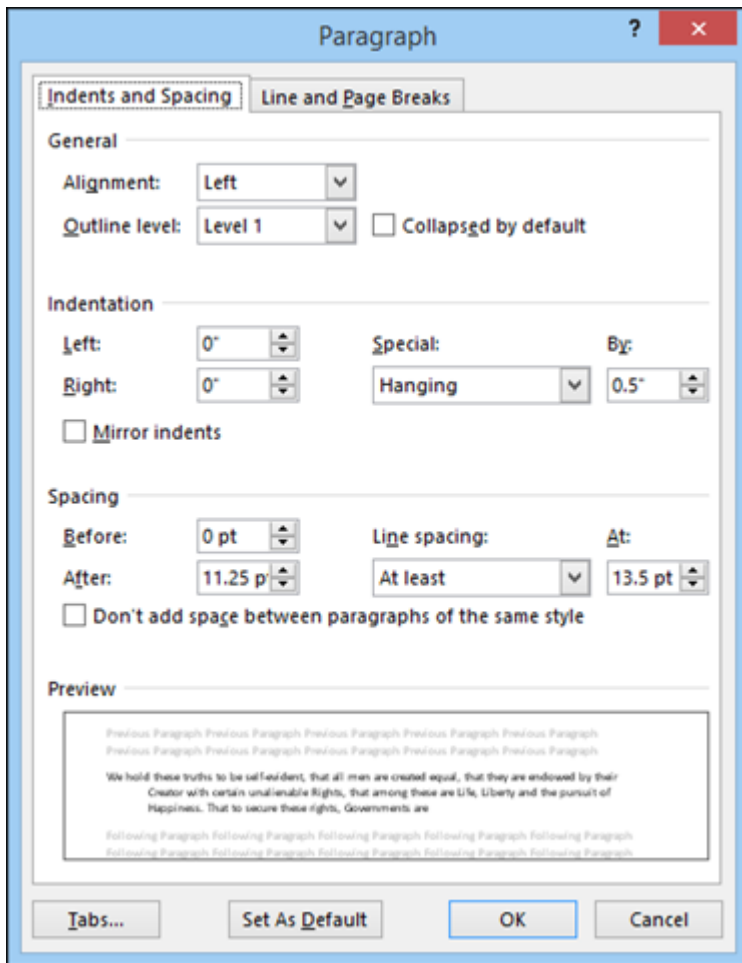 Paragraph ?
Indents and Spacing Line and Page Breaks
General
Alignment: Left
Outline level: Level 1 Collapsed by default
Indentation
Left: 0" Special: By:
Right: 0" Hanging 0.5"
Mirror indents
Spacing
Before: 0 pt Line spacing: At:
After: 11.25 p At least 13.5 pt
Don't add space between paragraphs of the same style
Preview
Previous Paragraph Previous Paragraph Previous Paragraph Previous Paragraph Previous Paragraph
Previous Paragraph Previous Paragraph Previous Paragraph Previous Paragraph Previous Paragraph
We hold these truths to be self-evident, that all men are created equal, that they are endowed by their
Creator with certain unalienable Rights, that among these are Life, Liberty and the pursuit of
Happiness. That to secure these rights, Governments are
Following Paragraph Following Paragraph Following Paragraph Following Paragraph Following Paragraph
Following Paragraph Following Paragraph Following Paragraph Following Paragraph Following Paragraph
Tabs... Set As Default OK Cancel